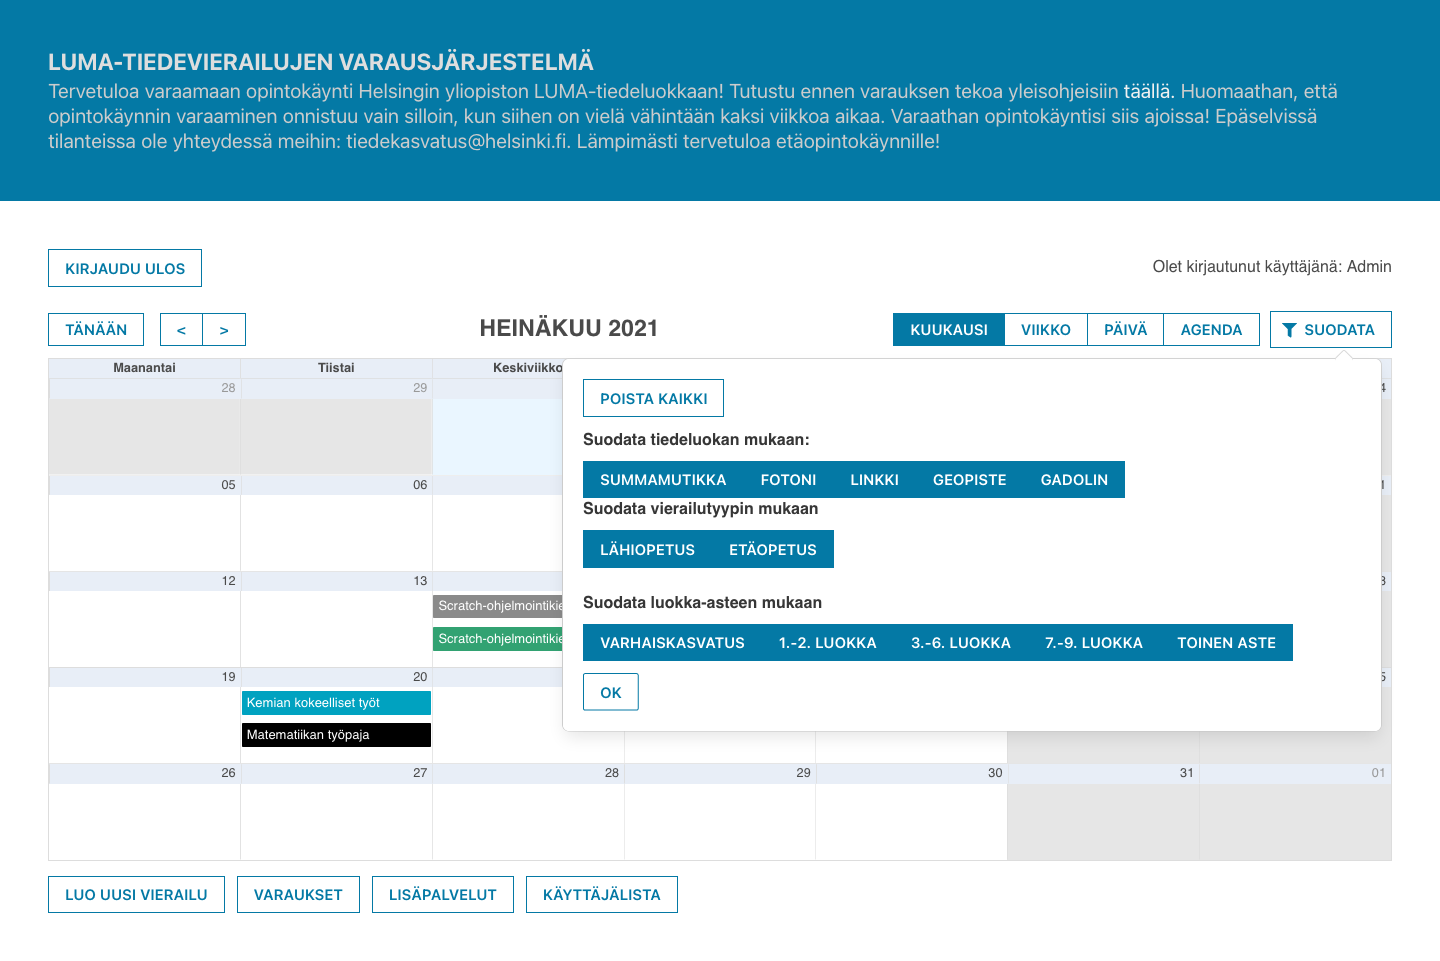 LUMA-TIEDEVIERAILUJEN VARAUSJÄRJESTELMÄ
Tervetuloa varaamaan opintokäynti Helsingin yliopiston LUMA-tiedeluokkaan! Tutustu ennen varauksen tekoa yleisohjeisiin täällä. Huomaathan, että
opintokäynnin varaaminen onnistuu vain silloin, kun siihen on vielä vähintään kaksi viikkoa aikaa. Varaathan opintokäyntisi siis ajoissa! Epäselvissä
tilanteissa ole yhteydessä meihin: tiedekasvatus@helsinki.fi. Lämpimästi tervetuloa etäopintokäynnille!
KIRJAUDU ULOS
Olet kirjautunut käyttäjänä: Admin
TÄNÄÄN < > HEINÄKUU 2021 KUUKAUSI VIIKKO PÄIVÄ AGENDA SUODATA
Maanantai Tiistai Keskiviikko
28 29 4
POISTA KAIKKI
Suodata tiedeluokan mukaan:
SUMMAMUTIKKA FOTONI LINKKI GEOPISTE GADOLIN
05 06 1
Suodata vierailutyypin mukaan
LÄHIOPETUS ETÄOPETUS
12 13 8
Suodata luokka-asteen mukaan
Scratch-ohjelmointikie
Scratch-ohjelmointikie
VARHAISKASVATUS 1.-2. LUOKKA 3.-6. LUOKKA 7.-9. LUOKKA TOINEN ASTE
19 20 5
OK
Kemian kokeelliset työt
Matematiikan työpaja
26 27 28 29 30 31 01
LUO UUSI VIERAILU VARAUKSET LISÄPALVELUT KÄYTTÄJÄLISTA